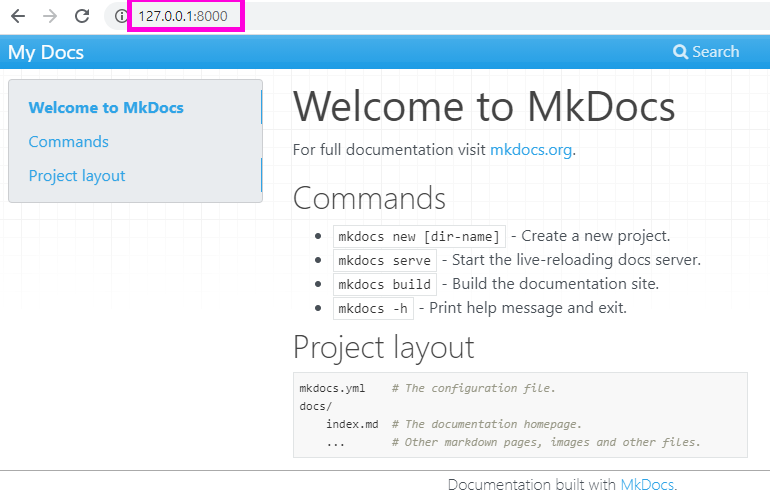 127.0.0.1:8000
My Docs
Search
Welcome to MkDocs
Commands
Project layout
Welcome to MkDocs
For full documentation visit mkdocs.org.
Commands
mkdocs new [dir-name] - Create a new project.
mkdocs serve - Start the live-reloading docs server.
mkdocs build - Build the documentation site.
mkdocs -h - Print help message and exit.
Project layout
mkdocs.yml    # The configuration file.
docs/
    index.md  # The documentation homepage.
    ...       # Other markdown pages, images and other files.
Documentation built with MkDocs.